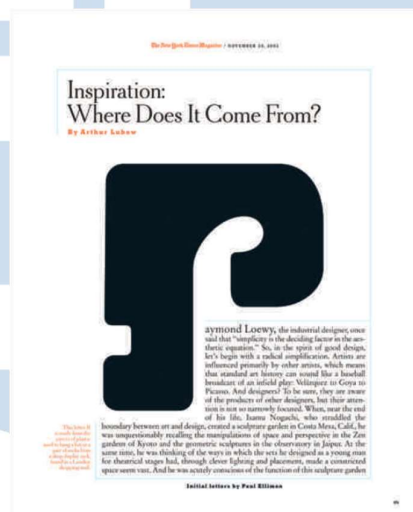 The New York Times Magazine / NOVEMBER 30, 2003
Inspiration:
Where Does It Come From?
By Arthur Lubow
aymond Loewy, the industrial designer, once
said that "simplicity is the deciding factor in the aes-
thetic equation." So, in the spirit of good design,
let's begin with a radical simplification. Artists are
influenced primarily by other artists, which means
that standard art history can sound like a baseball
broadcast of an infield play: Velázquez to Goya to
Picasso. And designers? To be sure, they are aware
of the products of other designers, but their atten-
tion is not so narrowly focused. When, near the end
of his life, Isamu Noguchi, who straddled the
boundary between art and design, created a sculpture garden in Costa Mesa, Calif., he
was unquestionably recalling the manipulations of space and perspective in the Zen
gardens of Kyoto and the geometric sculptures in the observatory in Jaipur. At the
same time, he was thinking of the ways in which the sets he designed as a young man
for theatrical stages had, through clever lighting and placement, made a constricted
space seem vast. And he was acutely conscious of the function of this sculpture garden
Initial letters by Paul Elliman